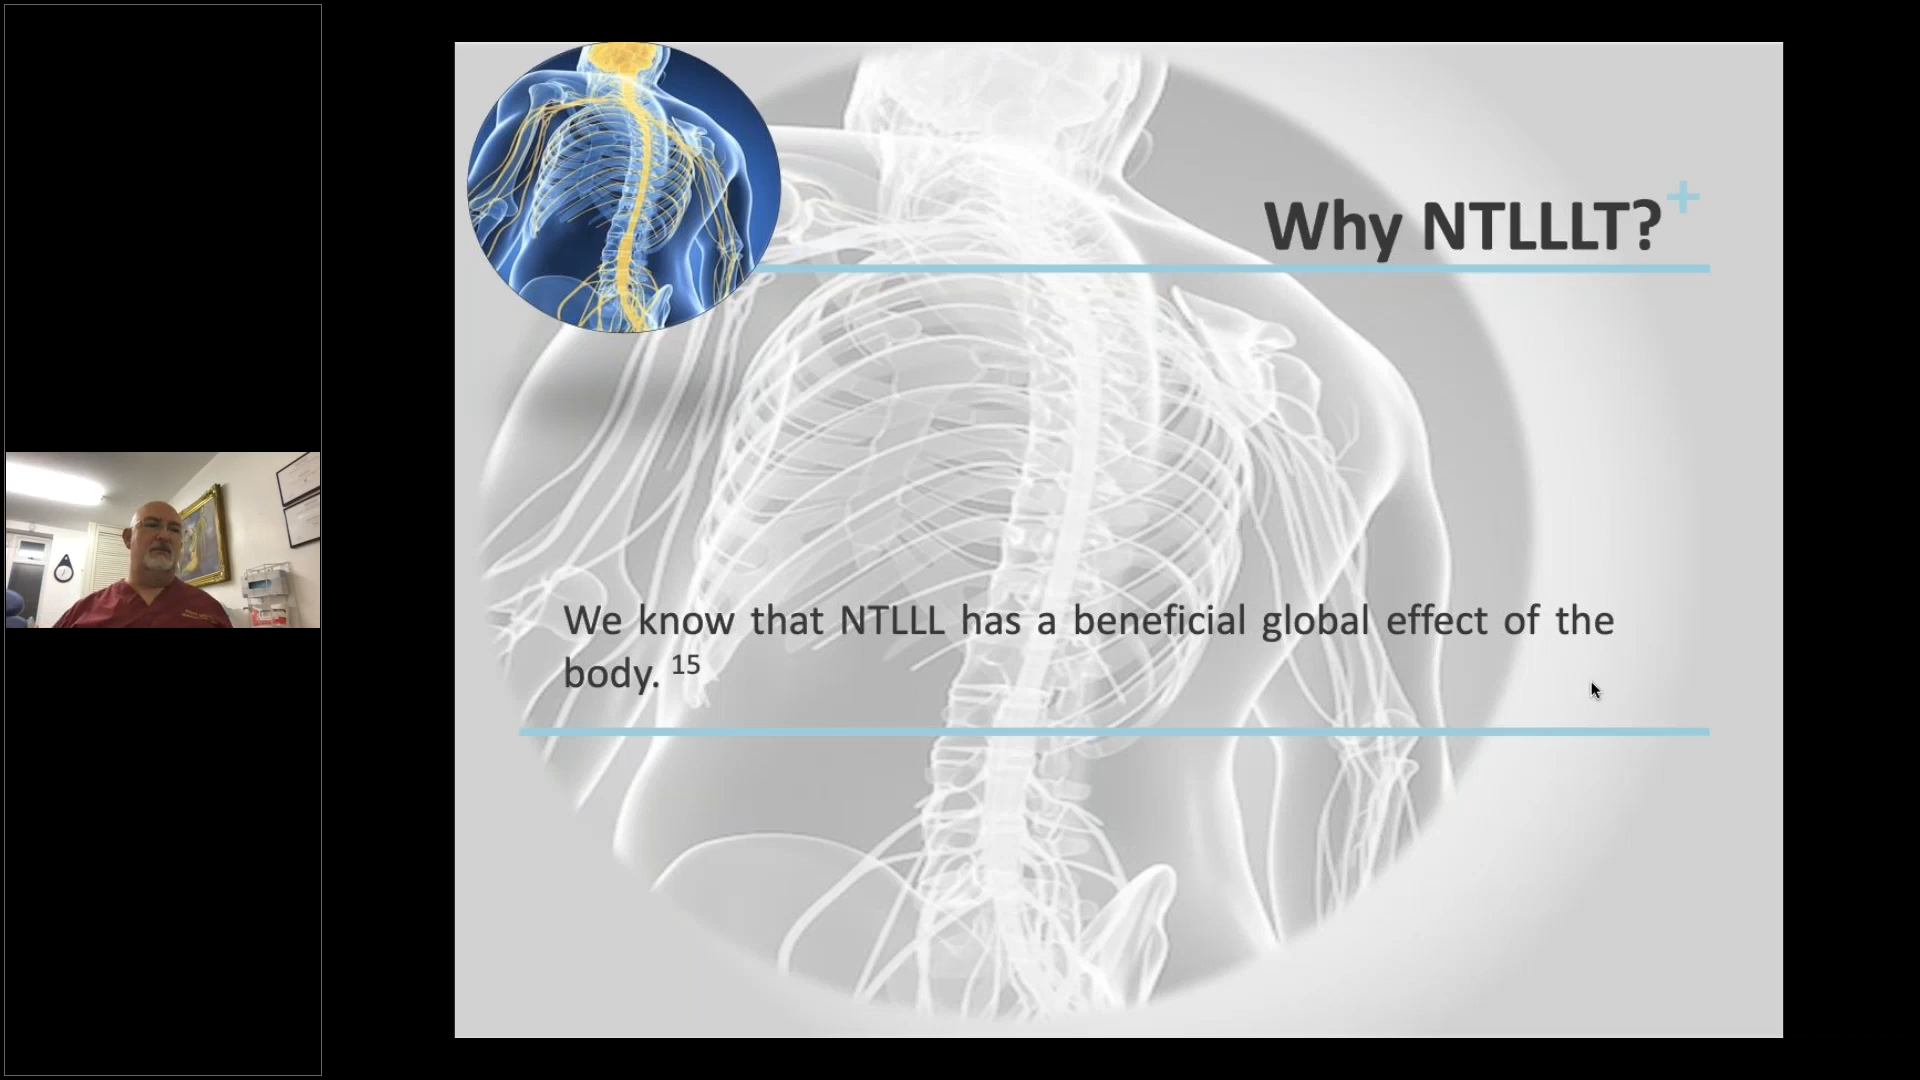 Why NTLLLT?
We know that NTLLL has a beneficial global effect of the
body. 15